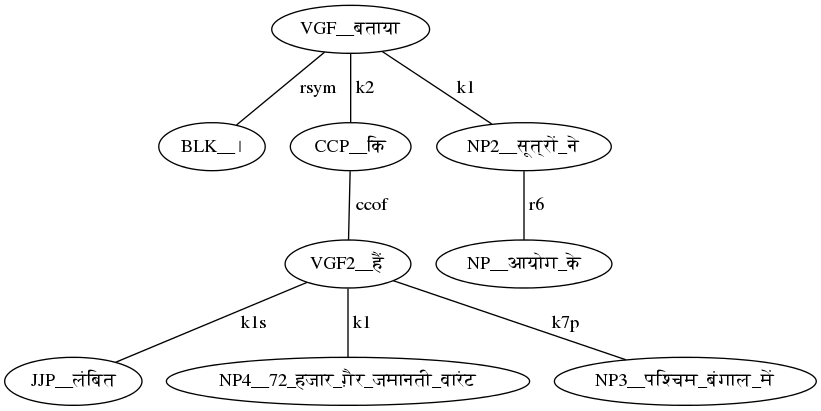 VGF__बताया
rsym k2 k1
BLK__। CCP__कि NP2__सूत्रों_ने
ccof r6
VGF2__हैं NP__आयोग_के
k1s k1 k7p
JJP__लंबित NP4__72_हजार_ग़ैर_जमानती_वारंट NP3__पश्चिम_बंगाल_में